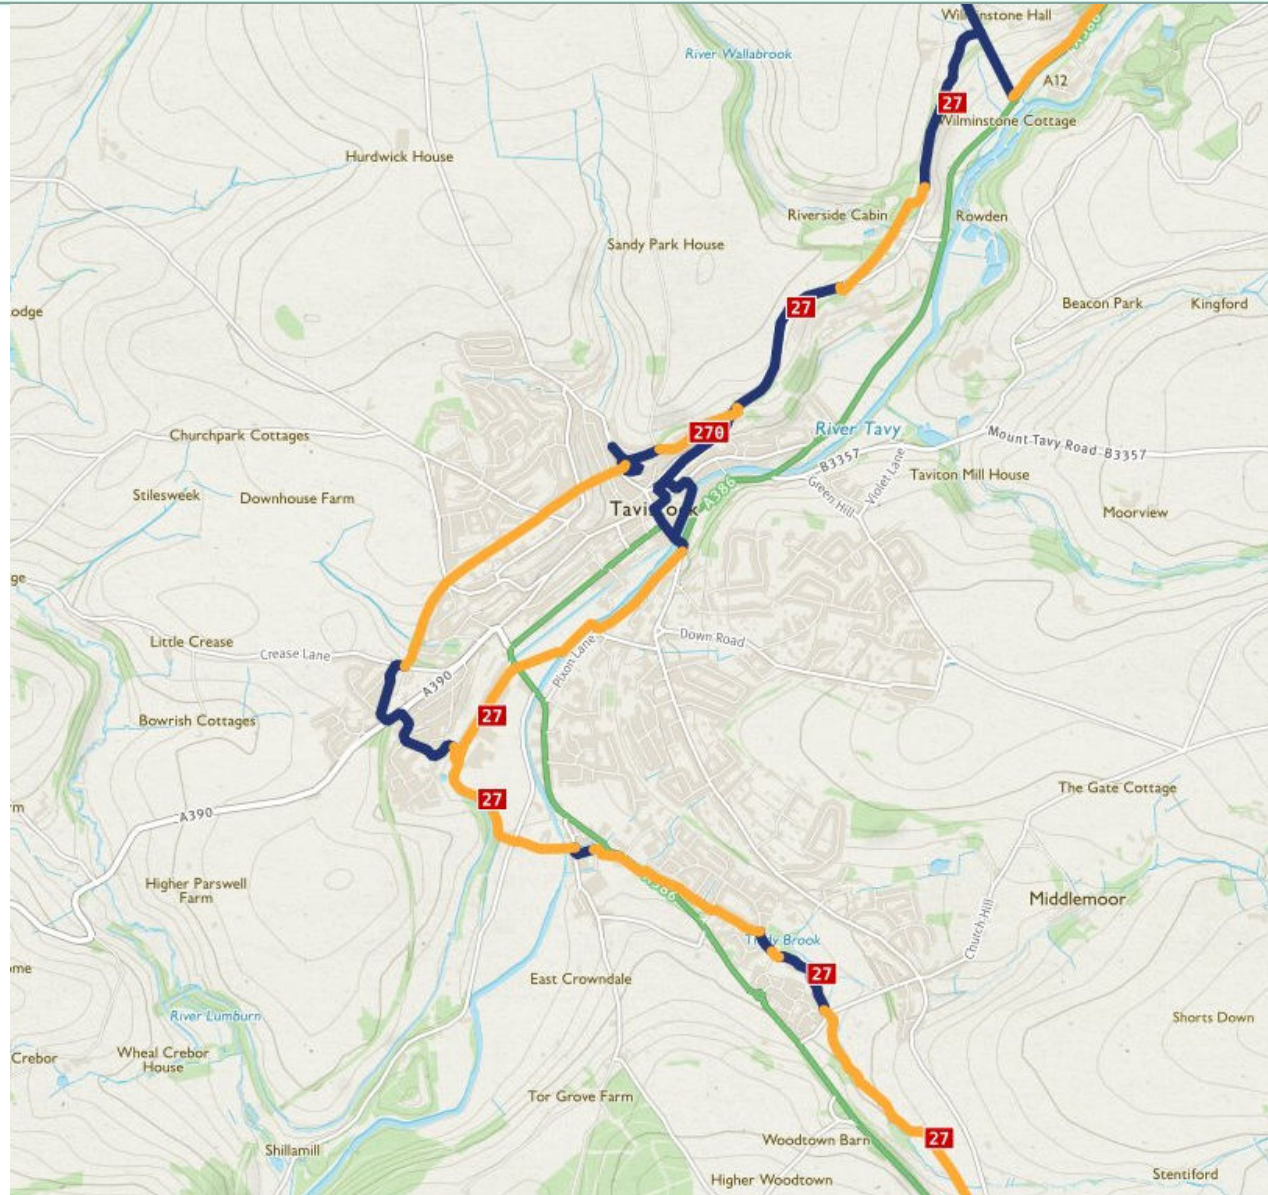 Wilminstone Hall
River Wallabrook
A386
A12
27
Wilminstone Cottage
Hurdwick House
Riverside Cabin
Rowden
Sandy Park House
Beacon Park
Kingford
27
odge
River Tavy
270
Churchpark Cottages
Mount Tavy Road B3357
B3357
Violet Lane
Taviton Mill House
Green Hill
Stilesweek
Downhouse Farm
A386
Tavistock
Moorview
ge
Little Crease
Crease Lane
Down Road
Pixon Lane
A390
Bowrish Cottages
27
The Gate Cottage
27
rm
A390
Higher Parswell
Farm
A386
Middlemoor
Church Hill
Tiddy Brook
27
me
East Crowndale
River Lumburn
Shorts Down
Crebor
Wheal Crebor
House
Tor Grove Farm
27
Woodtown Barn
Shillamill
Higher Woodtown
Stentiford